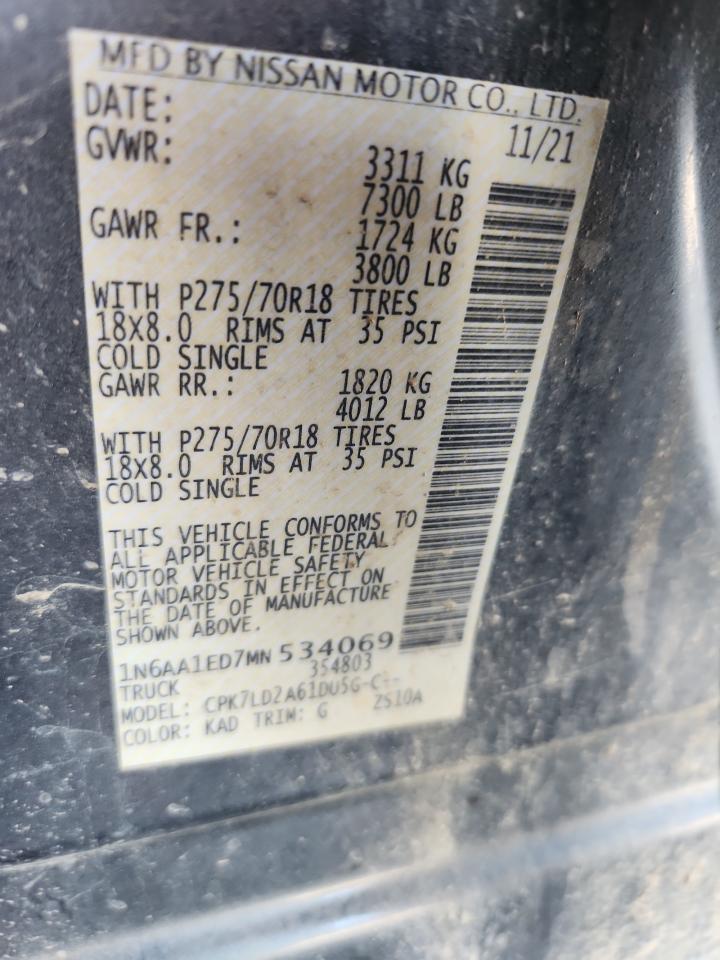 MFD BY NISSAN MOTOR CO., LTD.
DATE: 11/21
GVWR: 3311 KG
7300 LB
GAWR FR.: 1724 KG
3800 LB
WITH P275/70R18 TIRES
18X8.0 RIMS AT 35 PSI
COLD SINGLE
GAWR RR.: 1820 KG
4012 LB
WITH P275/70R18 TIRES
18X8.0 RIMS AT 35 PSI
COLD SINGLE
THIS VEHICLE CONFORMS TO
ALL APPLICABLE FEDERAL
MOTOR VEHICLE SAFETY
STANDARDS IN EFFECT ON
THE DATE OF MANUFACTURE
SHOWN ABOVE.
1N6AA1ED7MN534069
TRUCK 354803
MODEL: CPK7LD2A61DU5G-C--
COLOR: KAD TRIM: G ZS10A